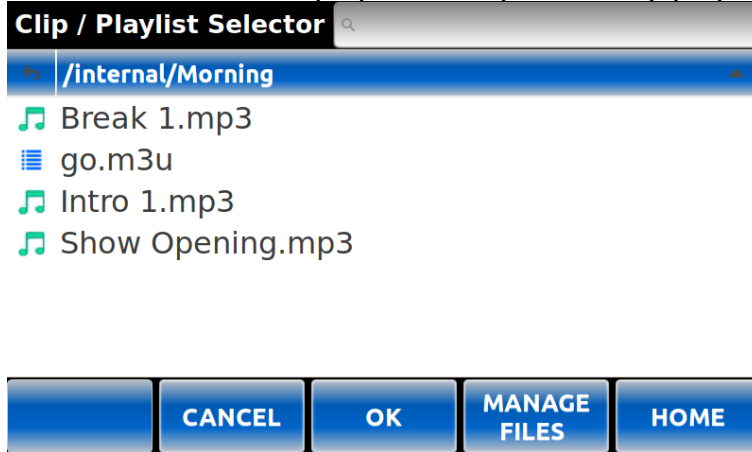 Clip / Playlist Selector
/internal/Morning
Break 1.mp3
go.m3u
Intro 1.mp3
Show Opening.mp3
CANCEL
OK
MANAGE
FILES
HOME